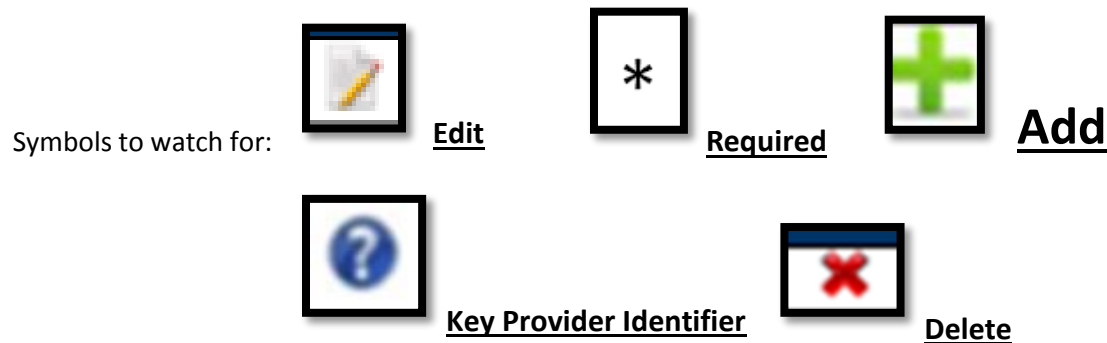 *
Symbols to watch for: Edit Required Add
?
Key Provider Identifier Delete